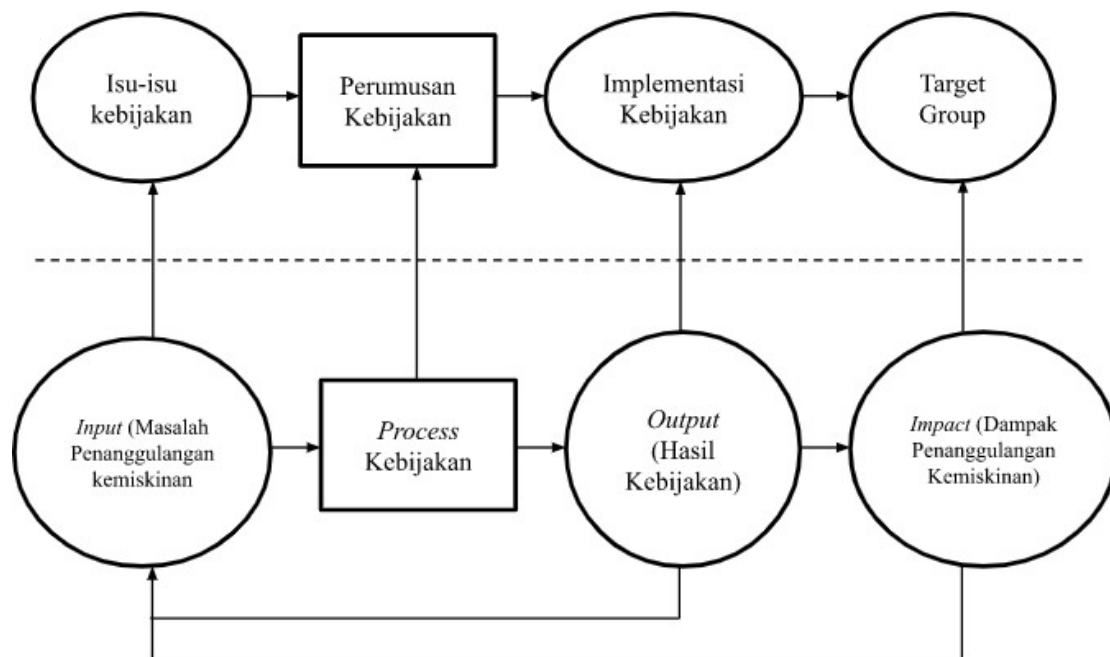 Isu-isu
kebijakan
Perumusan
Kebijakan
Implementasi
Kebijakan
Target
Group
Input (Masalah
Penanggulangan
kemiskinan
Process
Kebijakan
Output
(Hasil
Kebijakan)
Impact (Dampak
Penanggulangan
Kemiskinan)